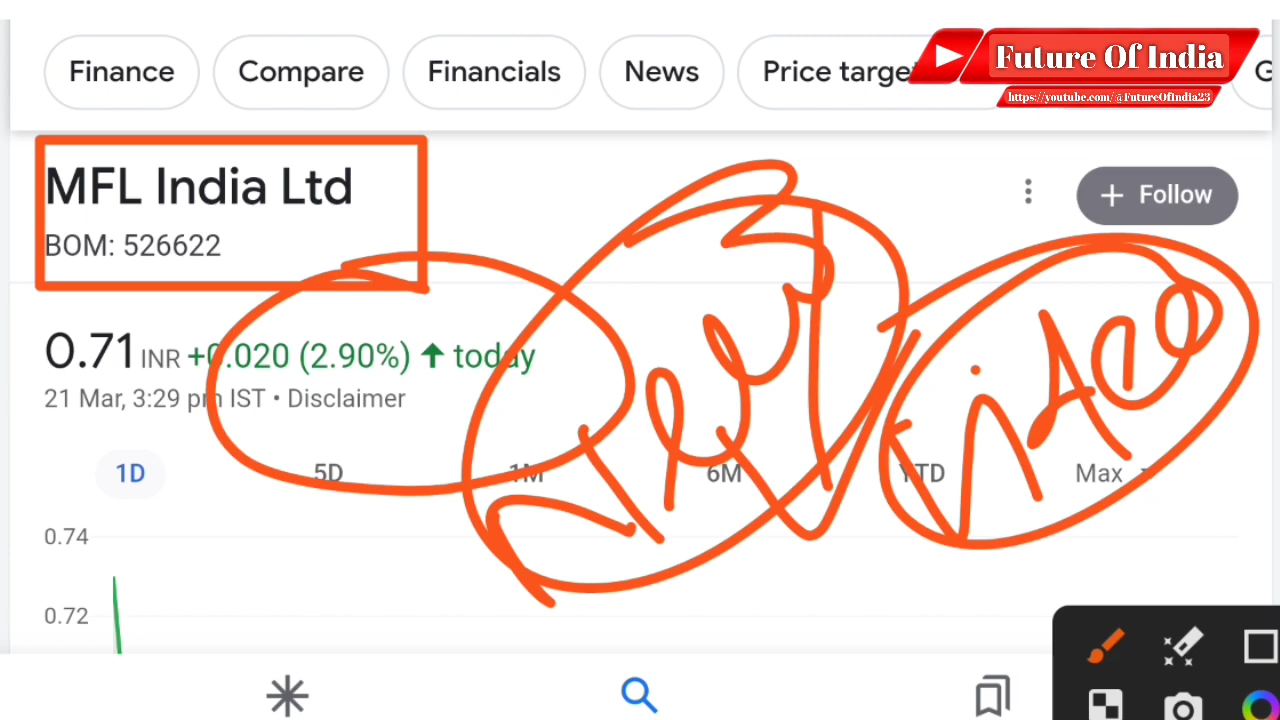 Finance Compare Financials News Price targe
Future Of India
https://youtube.com/@FutureOfIndia23
MFL India Ltd
BOM: 526622
Follow
0.71 INR +0.020 (2.90%) ↑ today
21 Mar, 3:29 pm IST • Disclaimer
1D 5D 1M 6M YTD Max
0.74
0.72